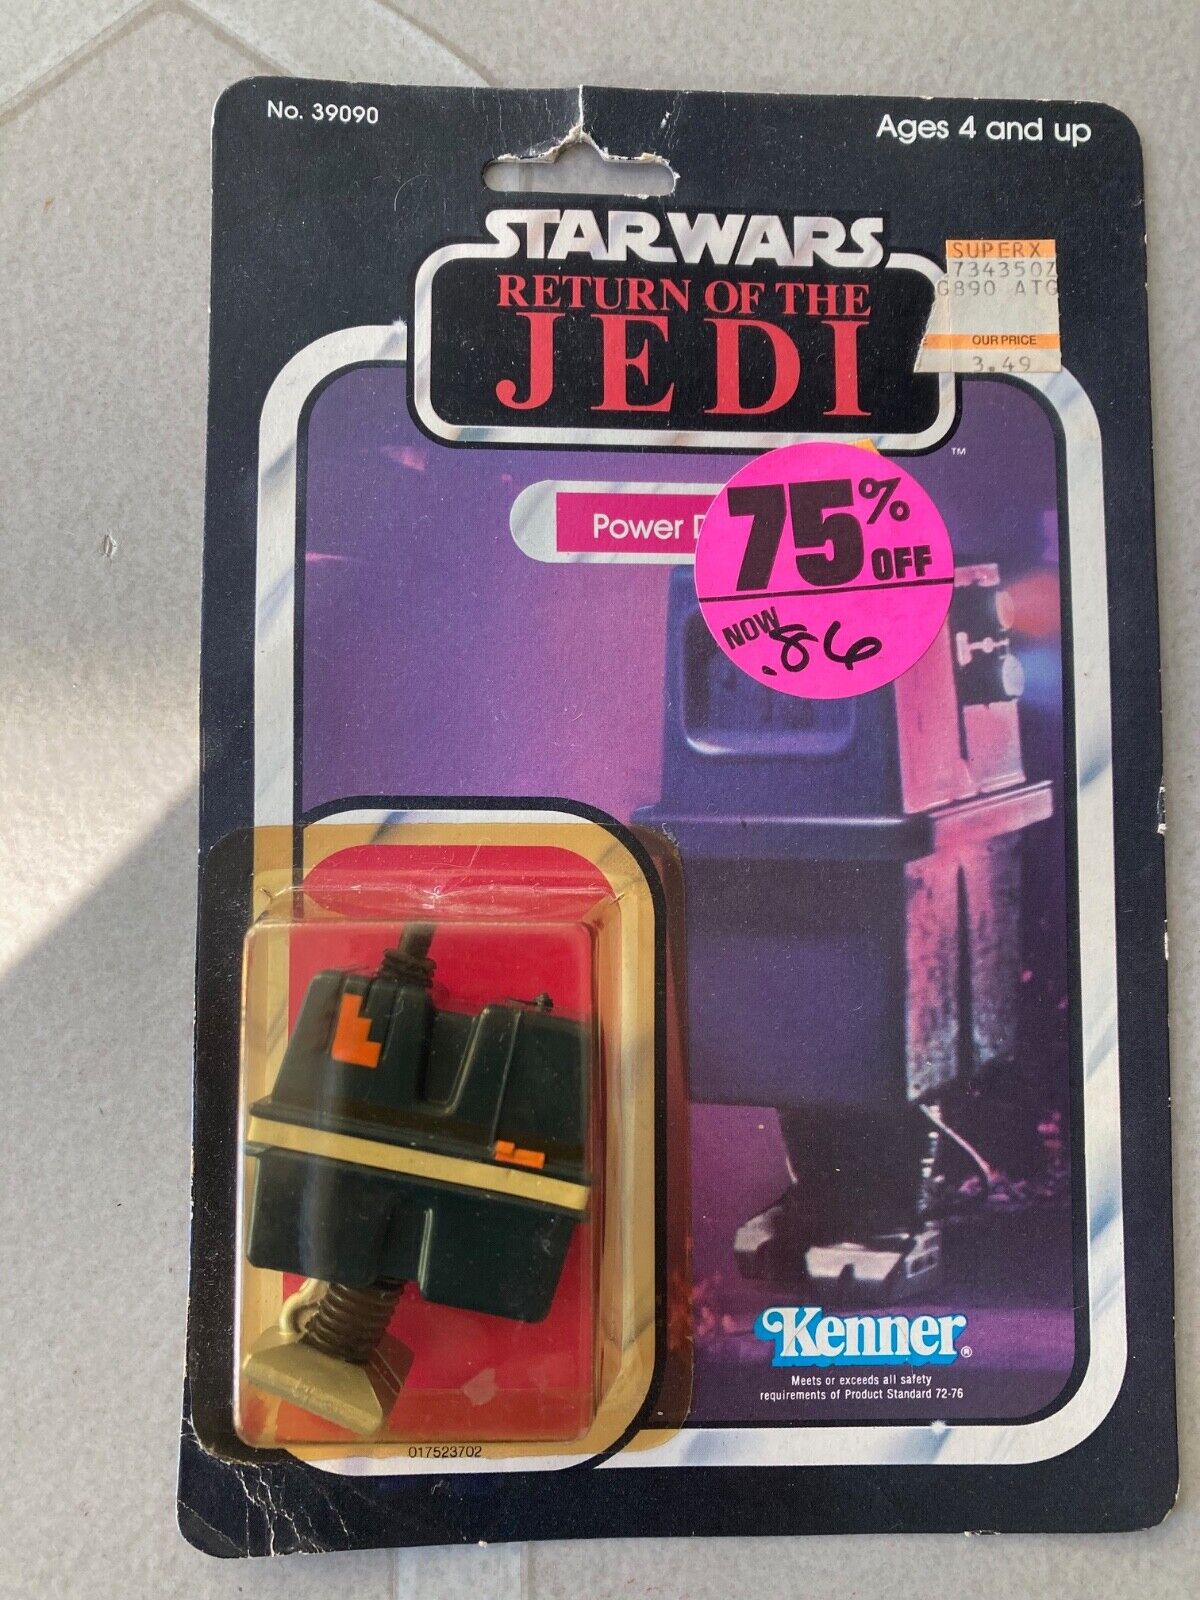 No. 39090
Ages 4 and up
STAR WARS
RETURN OF THE
JEDI
TM
SUPERX
7343507
G890 ATG
OUR PRICE
3.49
Power D
75% OFF
NOW .86
Kenner®
Meets or exceeds all safety
requirements of Product Standard 72-76
017523702